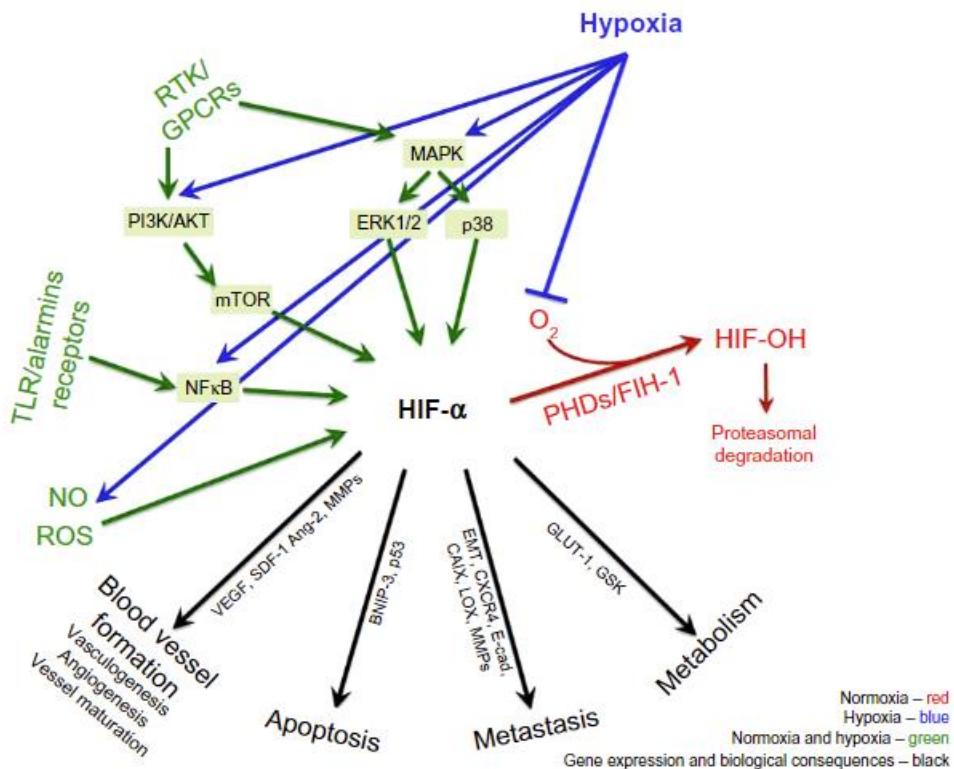 Hypoxia
RTK/
GPCRs
MAPK
PI3K/AKT
ERK1/2
p38
mTOR
TLR/alarmins
receptors
NFκB
O2
HIF-OH
PHDs/FIH-1
HIF-α
Proteasomal
degradation
NO
ROS
VEGF, SDF-1 Ang-2, MMPs
BNIP-3, p53
EMT, CXCR4, E-cad,
CAIX, LOX, MMPs
GLUT-1, GSK
Blood vessel
formation
Vasculogenesis
Angiogenesis
Vessel maturation
Apoptosis
Metastasis
Metabolism
Normoxia – red
Hypoxia – blue
Normoxia and hypoxia – green
Gene expression and biological consequences – black